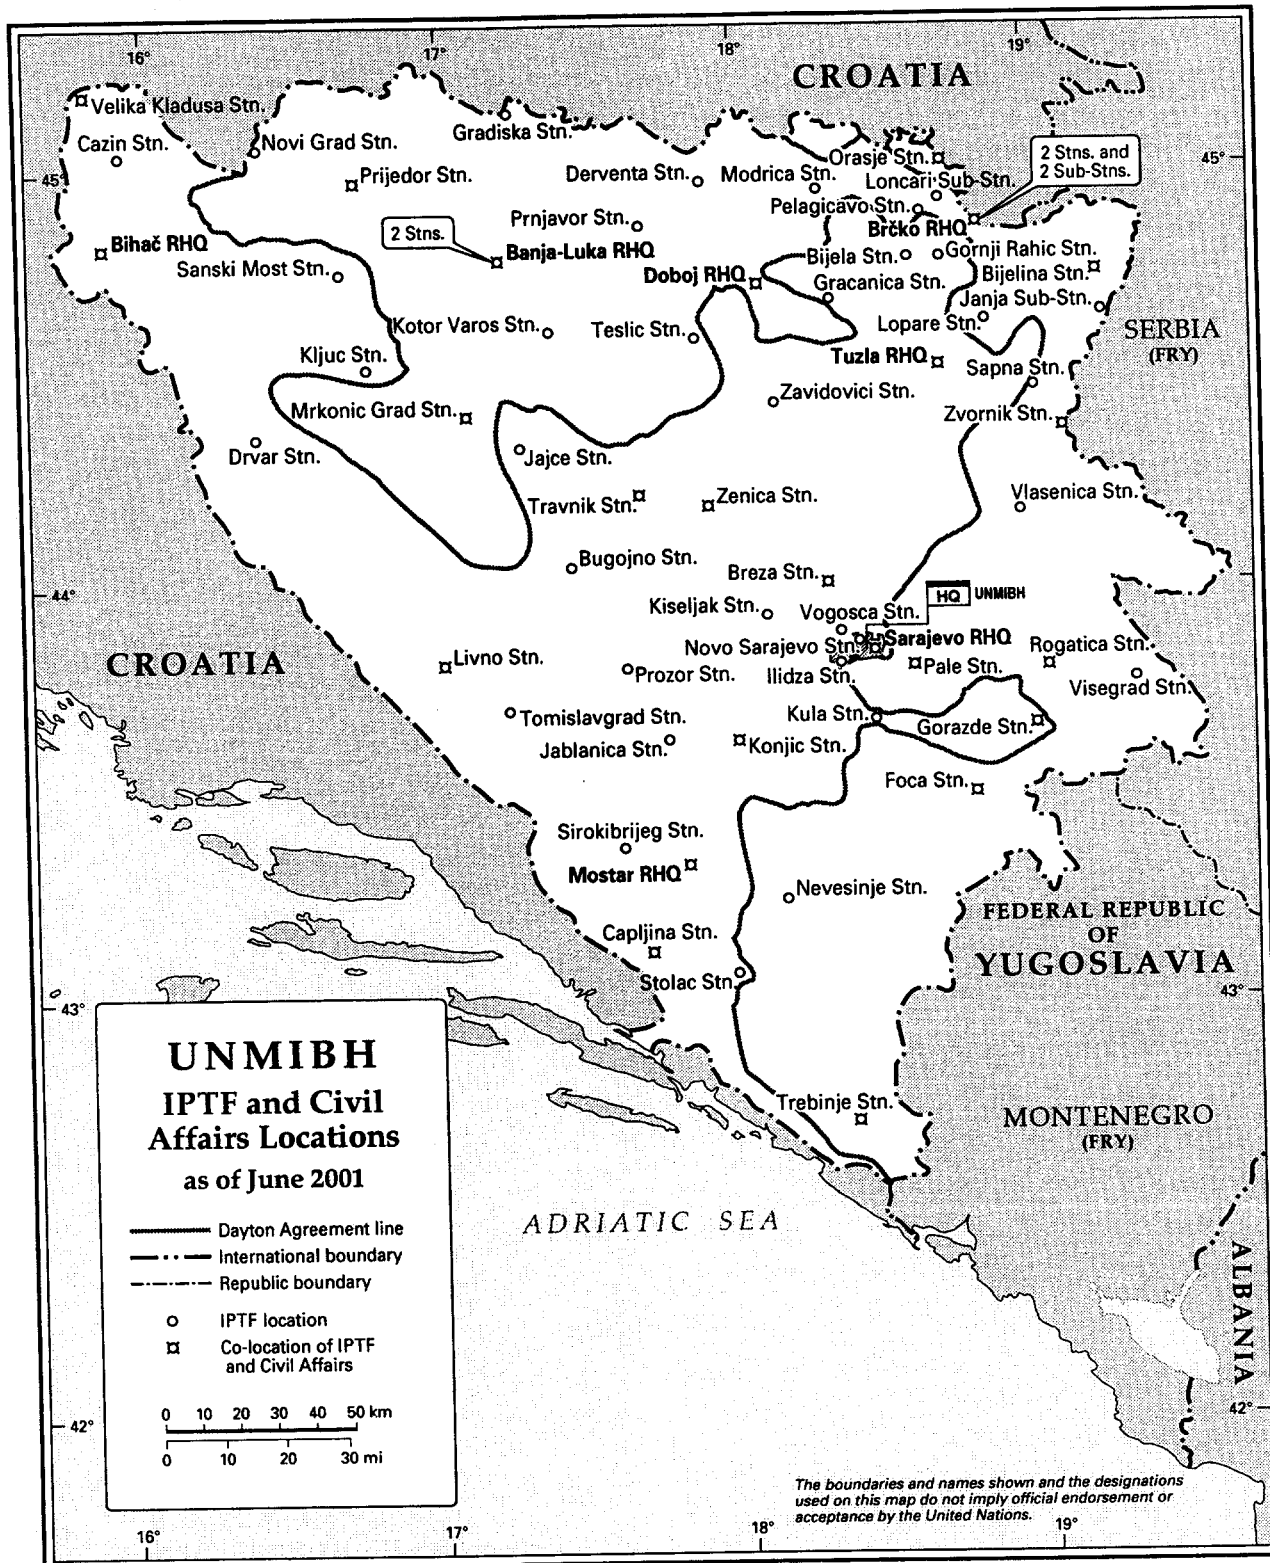 16°
17°
18°
19°
CROATIA
Velika Kladusa Stn.
Cazin Stn.
Novi Grad Stn.
Gradiska Stn.
Orasje Stn.
2 Stns. and
2 Sub-Stns.
45°
45°
Prijedor Stn.
Derventa Stn.
Modrica Stn.
Loncari Sub-Stn.
Pelagicavo Stn.
Prnjavor Stn.
Brčko RHQ
2 Stns.
Bihač RHQ
Banja-Luka RHQ
Bijela Stn.
Gornji Rahic Stn.
Sanski Most Stn.
Doboj RHQ
Gracanica Stn.
Bijelina Stn.
Janja Sub-Stn.
Kotor Varos Stn.
Teslic Stn.
Lopare Stn.
SERBIA
(FRY)
Kljuc Stn.
Tuzla RHQ
Sapna Stn.
Mrkonic Grad Stn.
Zavidovici Stn.
Zvornik Stn.
Drvar Stn.
Jajce Stn.
Travnik Stn.
Zenica Stn.
Vlasenica Stn.
Bugojno Stn.
Breza Stn.
44°
HQ UNMIBH
Kiseljak Stn.
Vogosca Stn.
Novo Sarajevo Stn.
Sarajevo RHQ
Rogatica Stn.
CROATIA
Livno Stn.
Prozor Stn.
Ilidza Stn.
Pale Stn.
Visegrad Stn.
Tomislavgrad Stn.
Kula Stn.
Gorazde Stn.
Jablanica Stn.
Konjic Stn.
Foca Stn.
Sirokibrijeg Stn.
Mostar RHQ
Nevesinje Stn.
FEDERAL REPUBLIC
OF
YUGOSLAVIA
Capljina Stn.
Stolac Stn.
43°
43°
UNMIBH
IPTF and Civil
Affairs Locations
as of June 2001
Dayton Agreement line
International boundary
Republic boundary
IPTF location
Co-location of IPTF
and Civil Affairs
0 10 20 30 40 50 km
0 10 20 30 mi
Trebinje Stn.
MONTENEGRO
(FRY)
ADRIATIC SEA
ALBANIA
42°
42°
The boundaries and names shown and the designations
used on this map do not imply official endorsement or
acceptance by the United Nations.
16°
17°
18°
19°